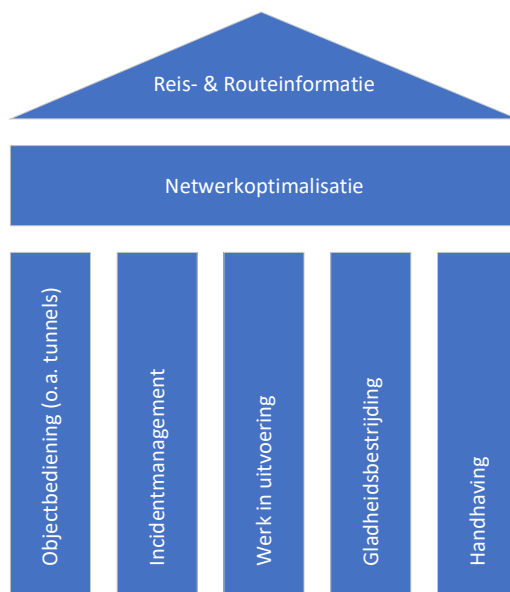 Reis- & Routeinformatie
Netwerkoptimalisatie
Objectbediening (o.a. tunnels)
Incidentmanagement
Werk in uitvoering
Gladheidsbestrijding
Handhaving